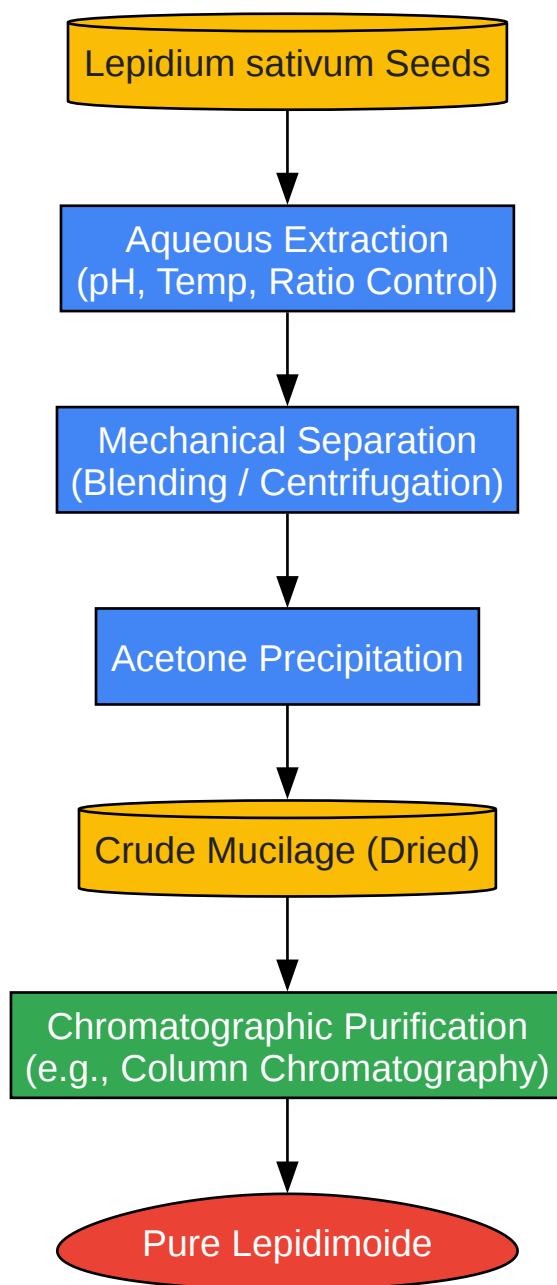 Lepidium sativum Seeds
Aqueous Extraction
(pH, Temp, Ratio Control)
Mechanical Separation
(Blending / Centrifugation)
Acetone Precipitation
Crude Mucilage (Dried)
Chromatographic Purification
(e.g., Column Chromatography)
Pure Lepidimoide